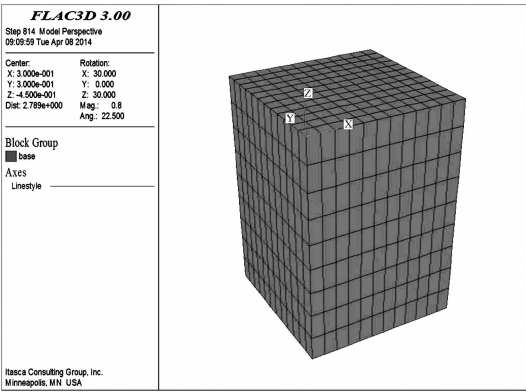 FLAC3D 3.00
Step 814 Model Perspective
09:09:59 Tue Apr 08 2014
Center: Rotation:
X: 3.000e-001 X: 30.000
Y: 3.000e-001 Y: 0.000
Z: -4.500e-001 Z: 30.000
Dist: 2.789e+000 Mag.: 0.8
Ang.: 22.500
Block Group
base
Axes
Linestyle
Z
Y
X
Itasca Consulting Group, Inc.
Minneapolis, MN USA